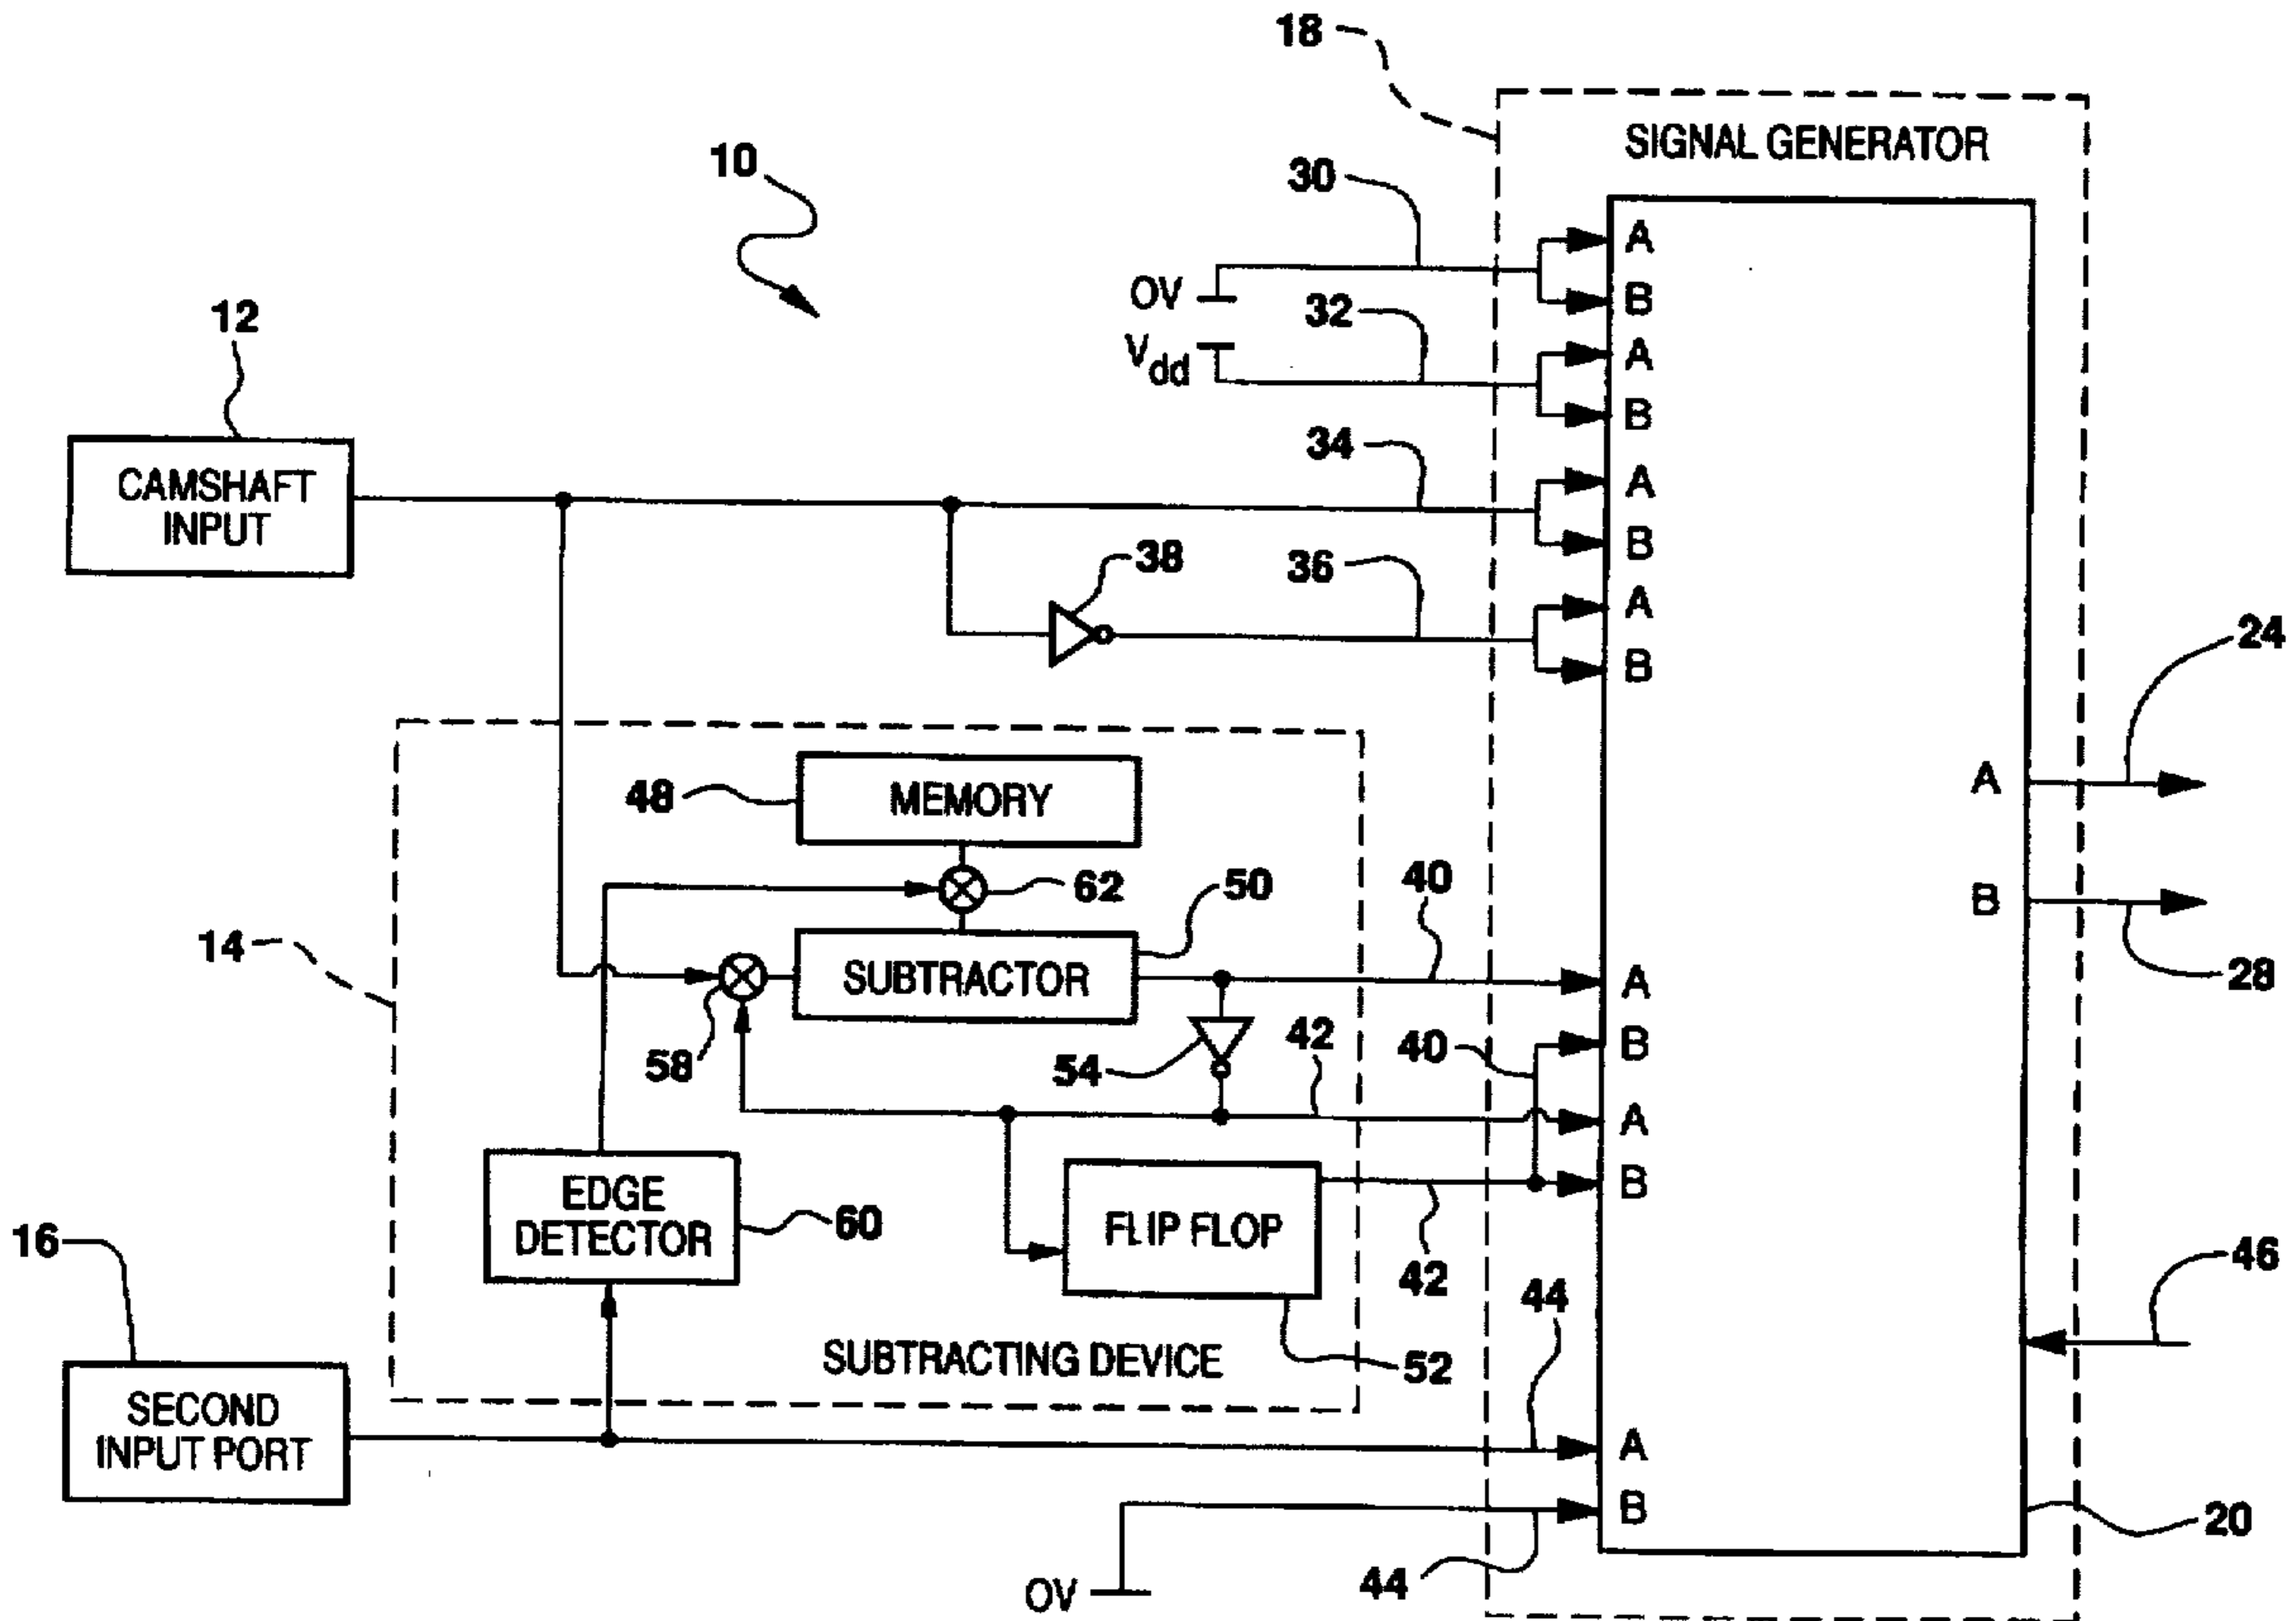 18
SIGNAL GENERATOR
10
30
A
B
OV
32
Vdd
A
B
12
34
CAMSHAFT
INPUT
A
B
38
36
A
B
24
48
MEMORY
A
62
50
40
B
14
SUBTRACTOR
A
28
58
54
42
40
B
A
EDGE
DETECTOR
60
FLIP FLOP
B
16
42
44
46
SUBTRACTING DEVICE
52
SECOND
INPUT PORT
A
B
20
OV
44